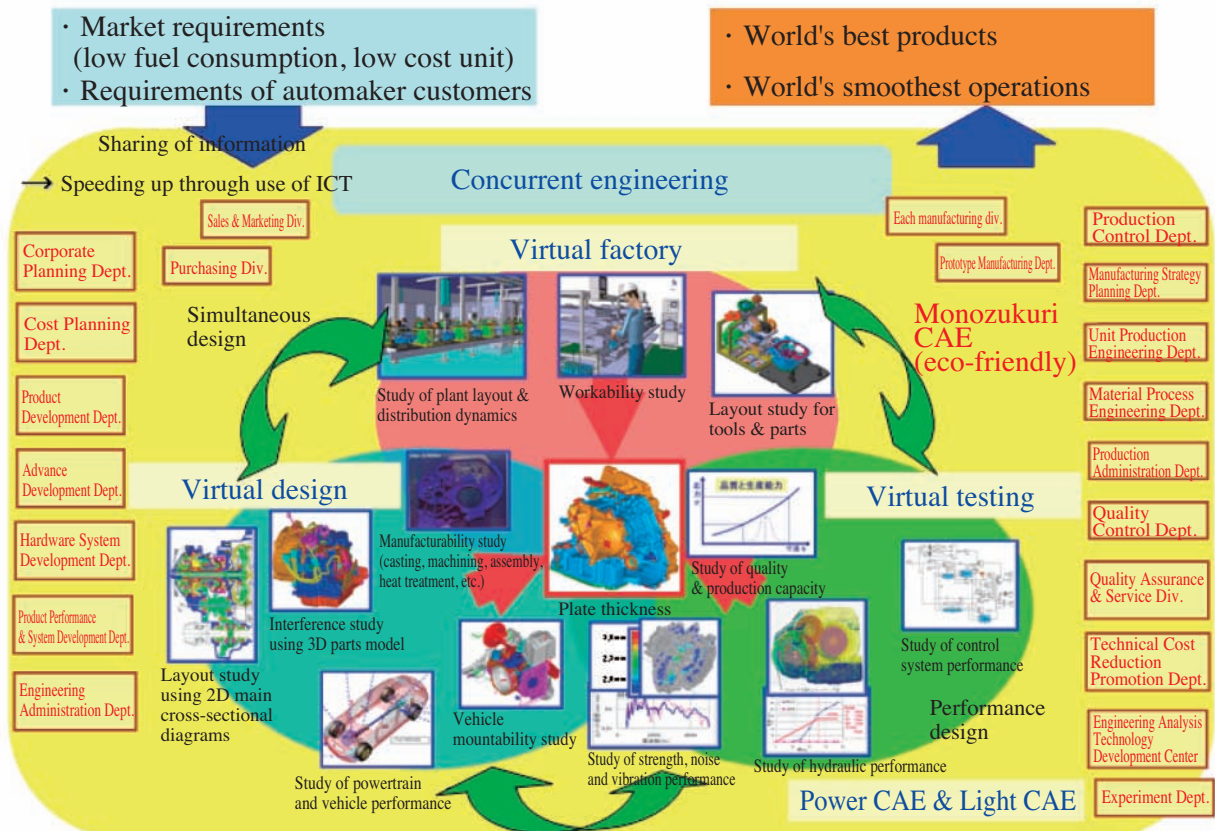 · Market requirements
(low fuel consumption, low cost unit)
· Requirements of automaker customers
· World's best products
· World's smoothest operations
Sharing of information
→ Speeding up through use of ICT
Concurrent engineering
Sales & Marketing Div.
Purchasing Div.
Corporate
Planning Dept.
Cost Planning
Dept.
Product
Development Dept.
Advance
Development Dept.
Hardware System
Development Dept.
Product Performance
& System Development Dept.
Engineering
Administration Dept.
Simultaneous
design
Virtual factory
Study of plant layout &
distribution dynamics
Workability study
Layout study for
tools & parts
Each manufacturing div.
Prototype Manufacturing Dept.
Monozukuri
CAE
(eco-friendly)
Production
Control Dept.
Manufacturing Strategy
Planning Dept.
Unit Production
Engineering Dept.
Material Process
Engineering Dept.
Production
Administration Dept.
Quality
Control Dept.
Quality Assurance
& Service Div.
Technical Cost
Reduction
Promotion Dept.
Engineering Analysis
Technology
Development Center
Experiment Dept.
Virtual design
Manufacturability study
(casting, machining, assembly,
heat treatment, etc.)
Interference study
using 3D parts model
Layout study
using 2D main
cross-sectional
diagrams
Vehicle
mountability study
Study of powertrain
and vehicle performance
Plate thickness
Virtual testing
品質と生産能力
Study of quality
& production capacity
Study of control
system performance
Study of strength, noise
and vibration performance
Study of hydraulic performance
Performance
design
Power CAE & Light CAE